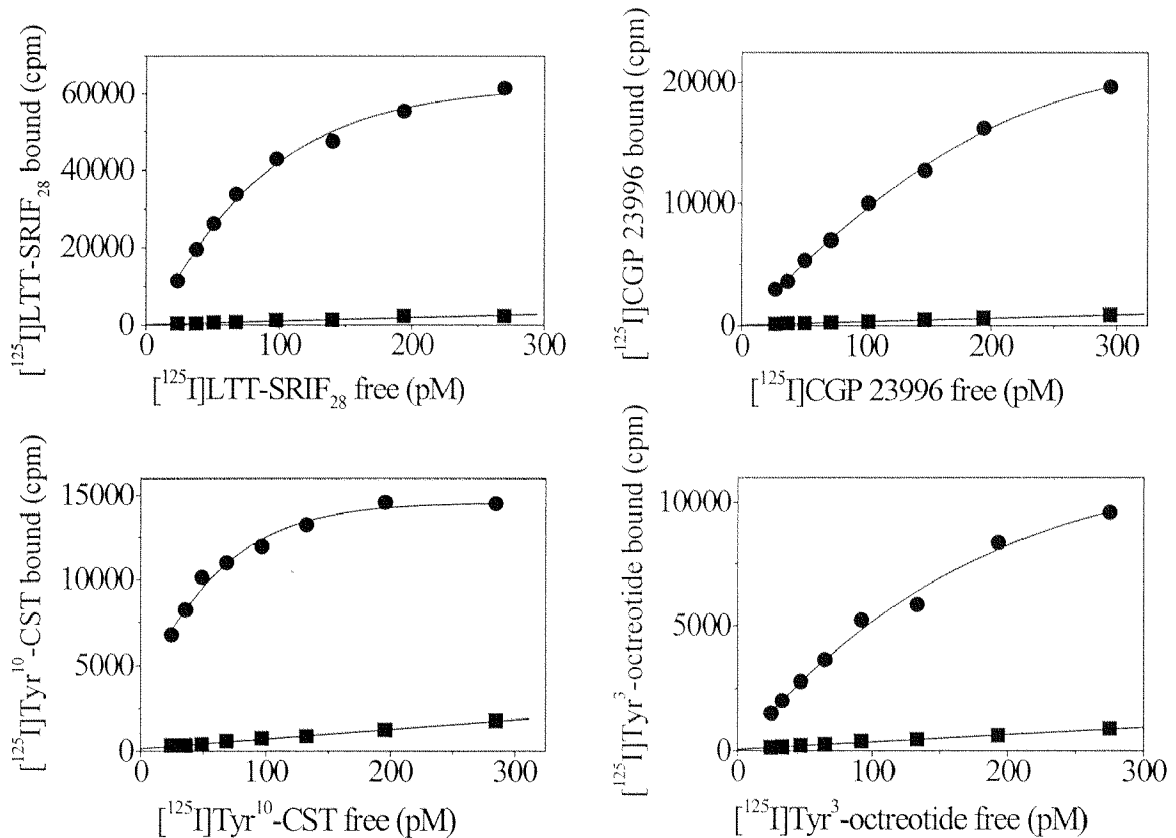 [¹²⁵I]LTT-SRIF₂₈ bound (cpm)
60000
40000
20000
0
0 100 200 300
[¹²⁵I]LTT-SRIF₂₈ free (pM)
[¹²⁵I]CGP 23996 bound (cpm)
20000
10000
0
0 100 200 300
[¹²⁵I]CGP 23996 free (pM)
[¹²⁵I]Tyr¹⁰-CST bound (cpm)
15000
10000
5000
0
0 100 200 300
[¹²⁵I]Tyr¹⁰-CST free (pM)
[¹²⁵I]Tyr³-octreotide bound (cpm)
10000
5000
0
0 100 200 300
[¹²⁵I]Tyr³-octreotide free (pM)